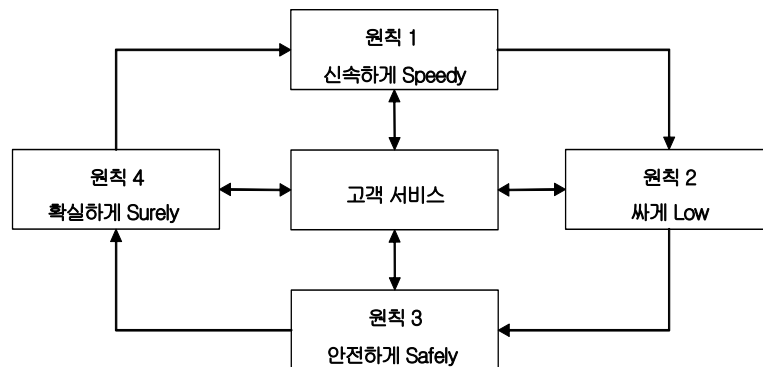 원칙 1
신속하게 Speedy
원칙 4
확실하게 Surely
고객 서비스
원칙 2
싸게 Low
원칙 3
안전하게 Safely